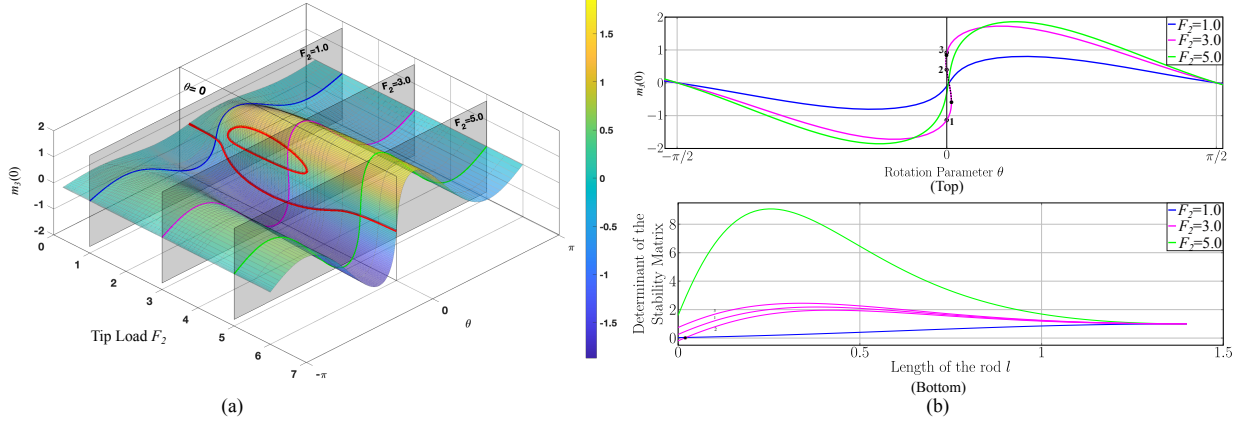 2
1
0
-1
-2
m₃(0)
0
1
2
3
4
5
6
7
Tip Load F₂
-π
0
π
θ
θ= 0
F₂=1.0
F₂=3.0
F₂=5.0
1.5
1
0.5
0
-0.5
-1
-1.5
(a)
2
1
0
−1
−2
m₃(0)
3
2
1
F₂=1.0
F₂=3.0
F₂=5.0
−π/2
0
π/2
Rotation Parameter θ
(Top)
8
6
4
2
0
Determinant of the
Stability Matrix
F₂=1.0
F₂=3.0
F₂=5.0
0
0.5
1
1.5
Length of the rod l
(Bottom)
(b)